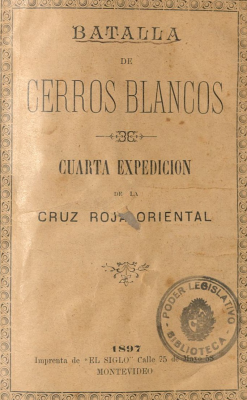 BATALLA
DE
CERROS BLANCOS
CUARTA EXPEDICION
DE LA
CRUZ ROJA ORIENTAL
PODER LEGISLATIVO
BIBLIOTECA
1897
Imprenta de "EL SIGLO" Calle 25 de Mayo
MONTEVIDEO